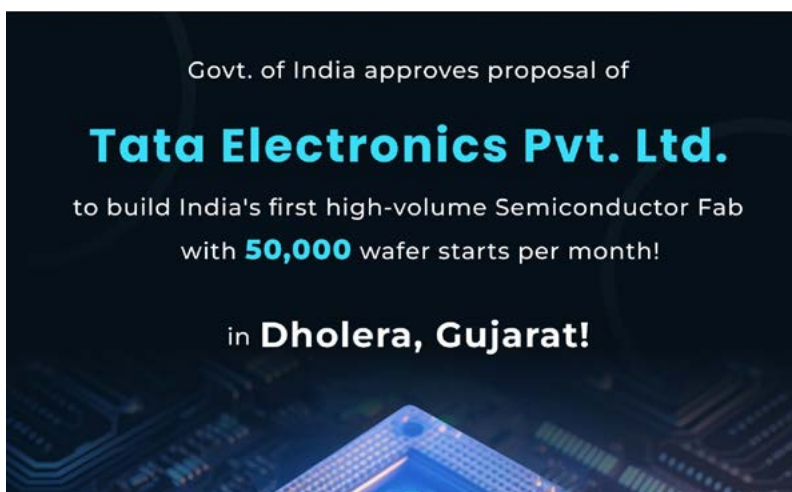 Govt. of India approves proposal of
Tata Electronics Pvt. Ltd.
to build India's first high-volume Semiconductor Fab
with 50,000 wafer starts per month!
in Dholera, Gujarat!